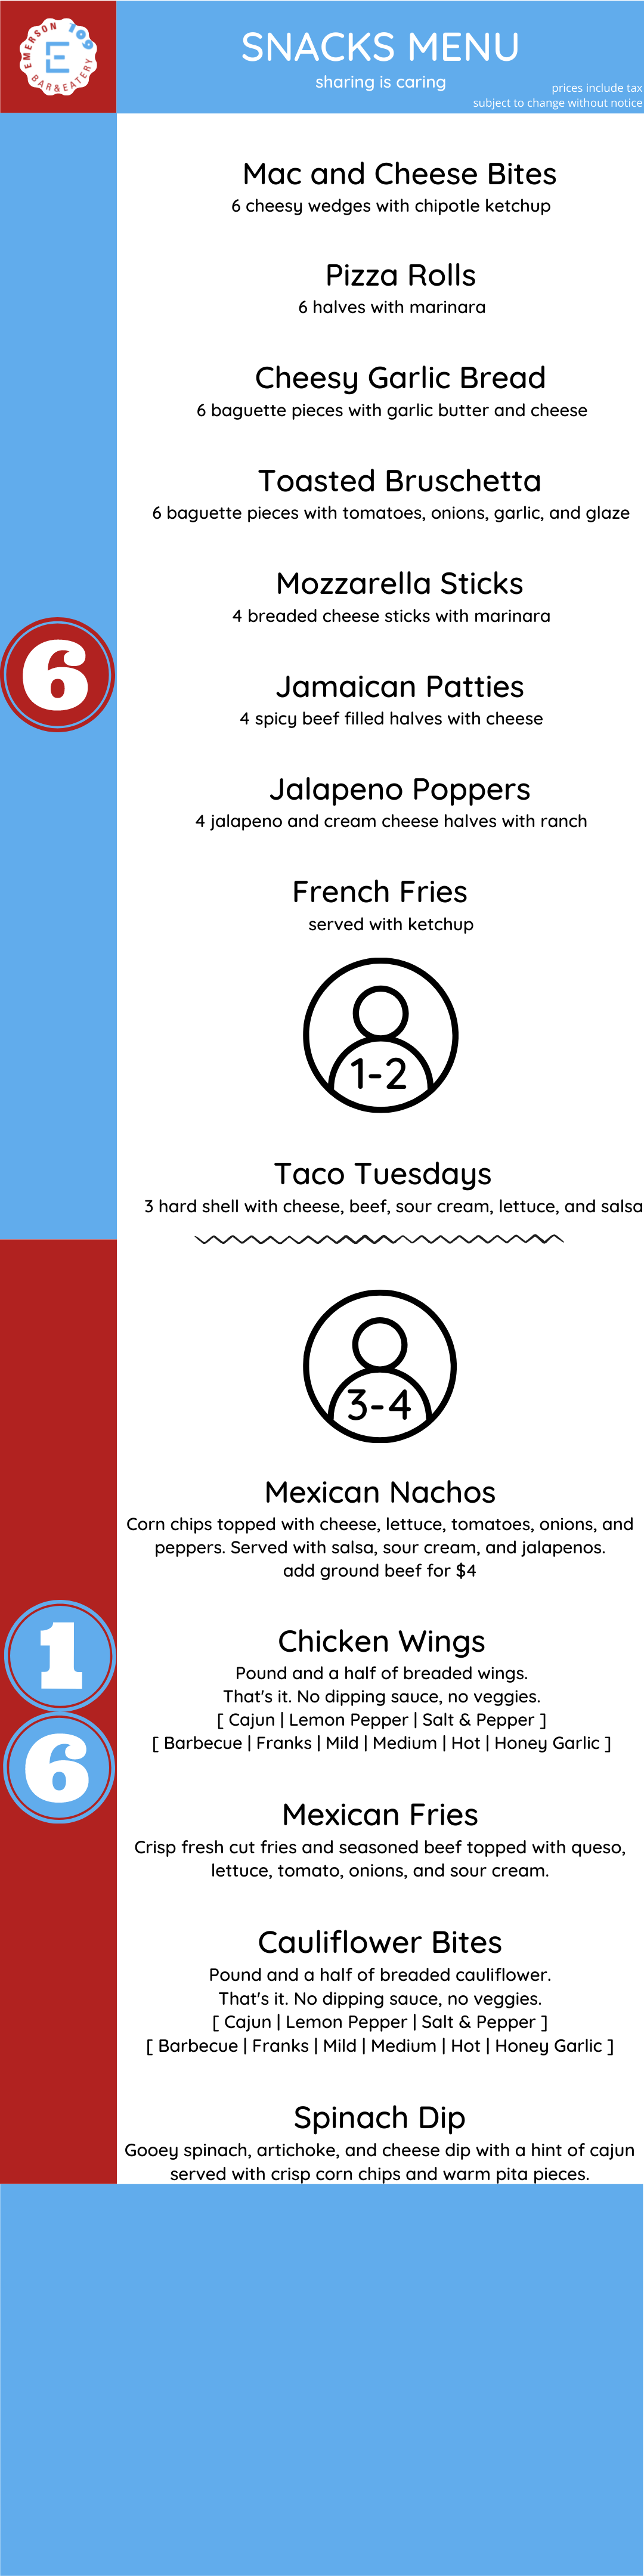 EMERSON 109
E
BAR & EATERY
SNACKS MENU
sharing is caring
prices include tax
subject to change without notice
Mac and Cheese Bites
6 cheesy wedges with chipotle ketchup
Pizza Rolls
6 halves with marinara
Cheesy Garlic Bread
6 baguette pieces with garlic butter and cheese
Toasted Bruschetta
6 baguette pieces with tomatoes, onions, garlic, and glaze
Mozzarella Sticks
4 breaded cheese sticks with marinara
6
Jamaican Patties
4 spicy beef filled halves with cheese
Jalapeno Poppers
4 jalapeno and cream cheese halves with ranch
French Fries
served with ketchup
1-2
Taco Tuesdays
3 hard shell with cheese, beef, sour cream, lettuce, and salsa
3-4
Mexican Nachos
Corn chips topped with cheese, lettuce, tomatoes, onions, and
peppers. Served with salsa, sour cream, and jalapenos.
add ground beef for $4
1
6
Chicken Wings
Pound and a half of breaded wings.
That's it. No dipping sauce, no veggies.
[ Cajun | Lemon Pepper | Salt & Pepper ]
[ Barbecue | Franks | Mild | Medium | Hot | Honey Garlic ]
Mexican Fries
Crisp fresh cut fries and seasoned beef topped with queso,
lettuce, tomato, onions, and sour cream.
Cauliflower Bites
Pound and a half of breaded cauliflower.
That's it. No dipping sauce, no veggies.
[ Cajun | Lemon Pepper | Salt & Pepper ]
[ Barbecue | Franks | Mild | Medium | Hot | Honey Garlic ]
Spinach Dip
Gooey spinach, artichoke, and cheese dip with a hint of cajun
served with crisp corn chips and warm pita pieces.